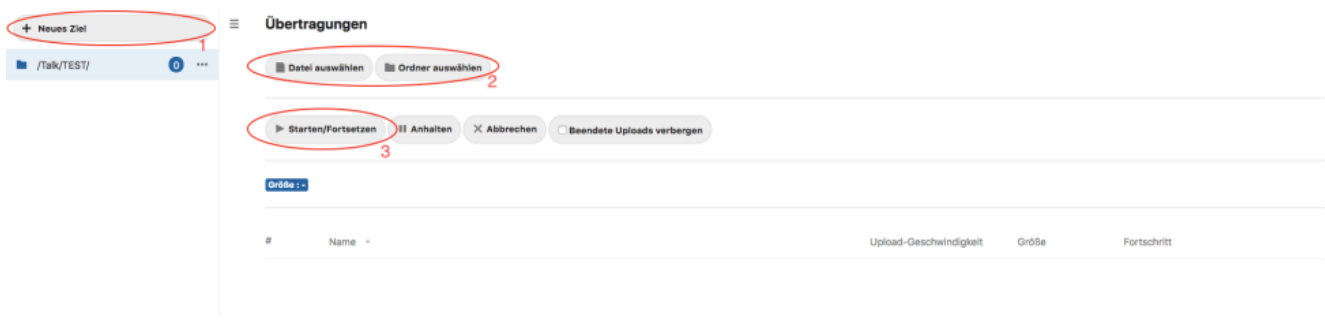 + Neues Ziel
1
/Talk/TEST/ 0 ...
Übertragungen
Datei auswählen Ordner auswählen
2
Starten/Fortsetzen Anhalten Abbrechen Beendete Uploads verbergen
3
Größe : -
# Name Upload-Geschwindigkeit Größe Fortschritt